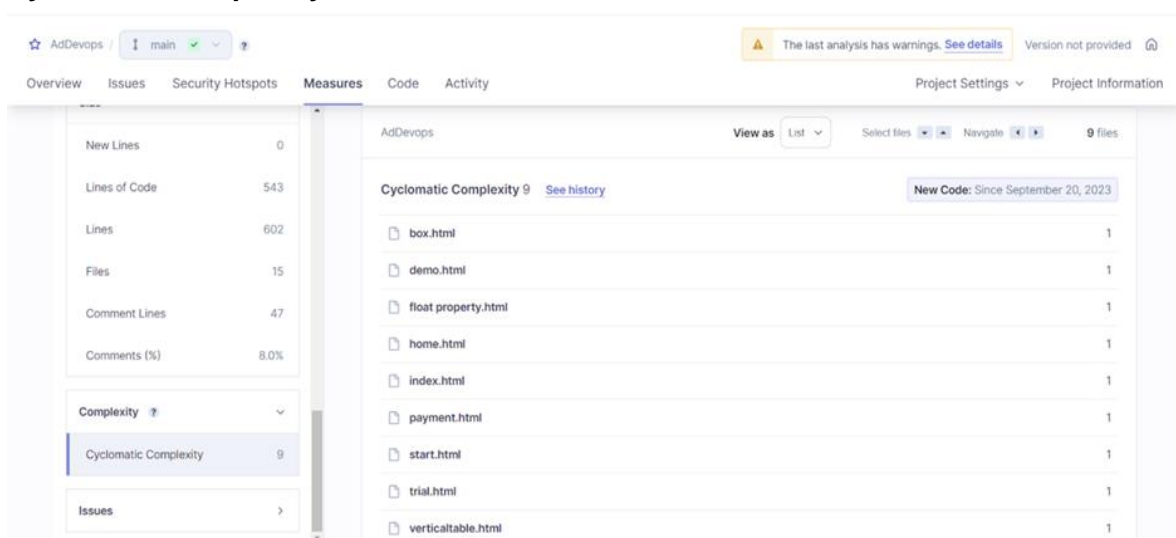 AdDevops / main ?
The last analysis has warnings. See details Version not provided
Overview Issues Security Hotspots Measures Code Activity Project Settings Project Information
New Lines 0
Lines of Code 543
Lines 602
Files 15
Comment Lines 47
Comments (%) 8.0%
Complexity ?
Cyclomatic Complexity 9
Issues
AdDevops View as List Select files Navigate 9 files
Cyclomatic Complexity 9 See history New Code: Since September 20, 2023
box.html 1
demo.html 1
float property.html 1
home.html 1
index.html 1
payment.html 1
start.html 1
trial.html 1
verticaltable.html 1